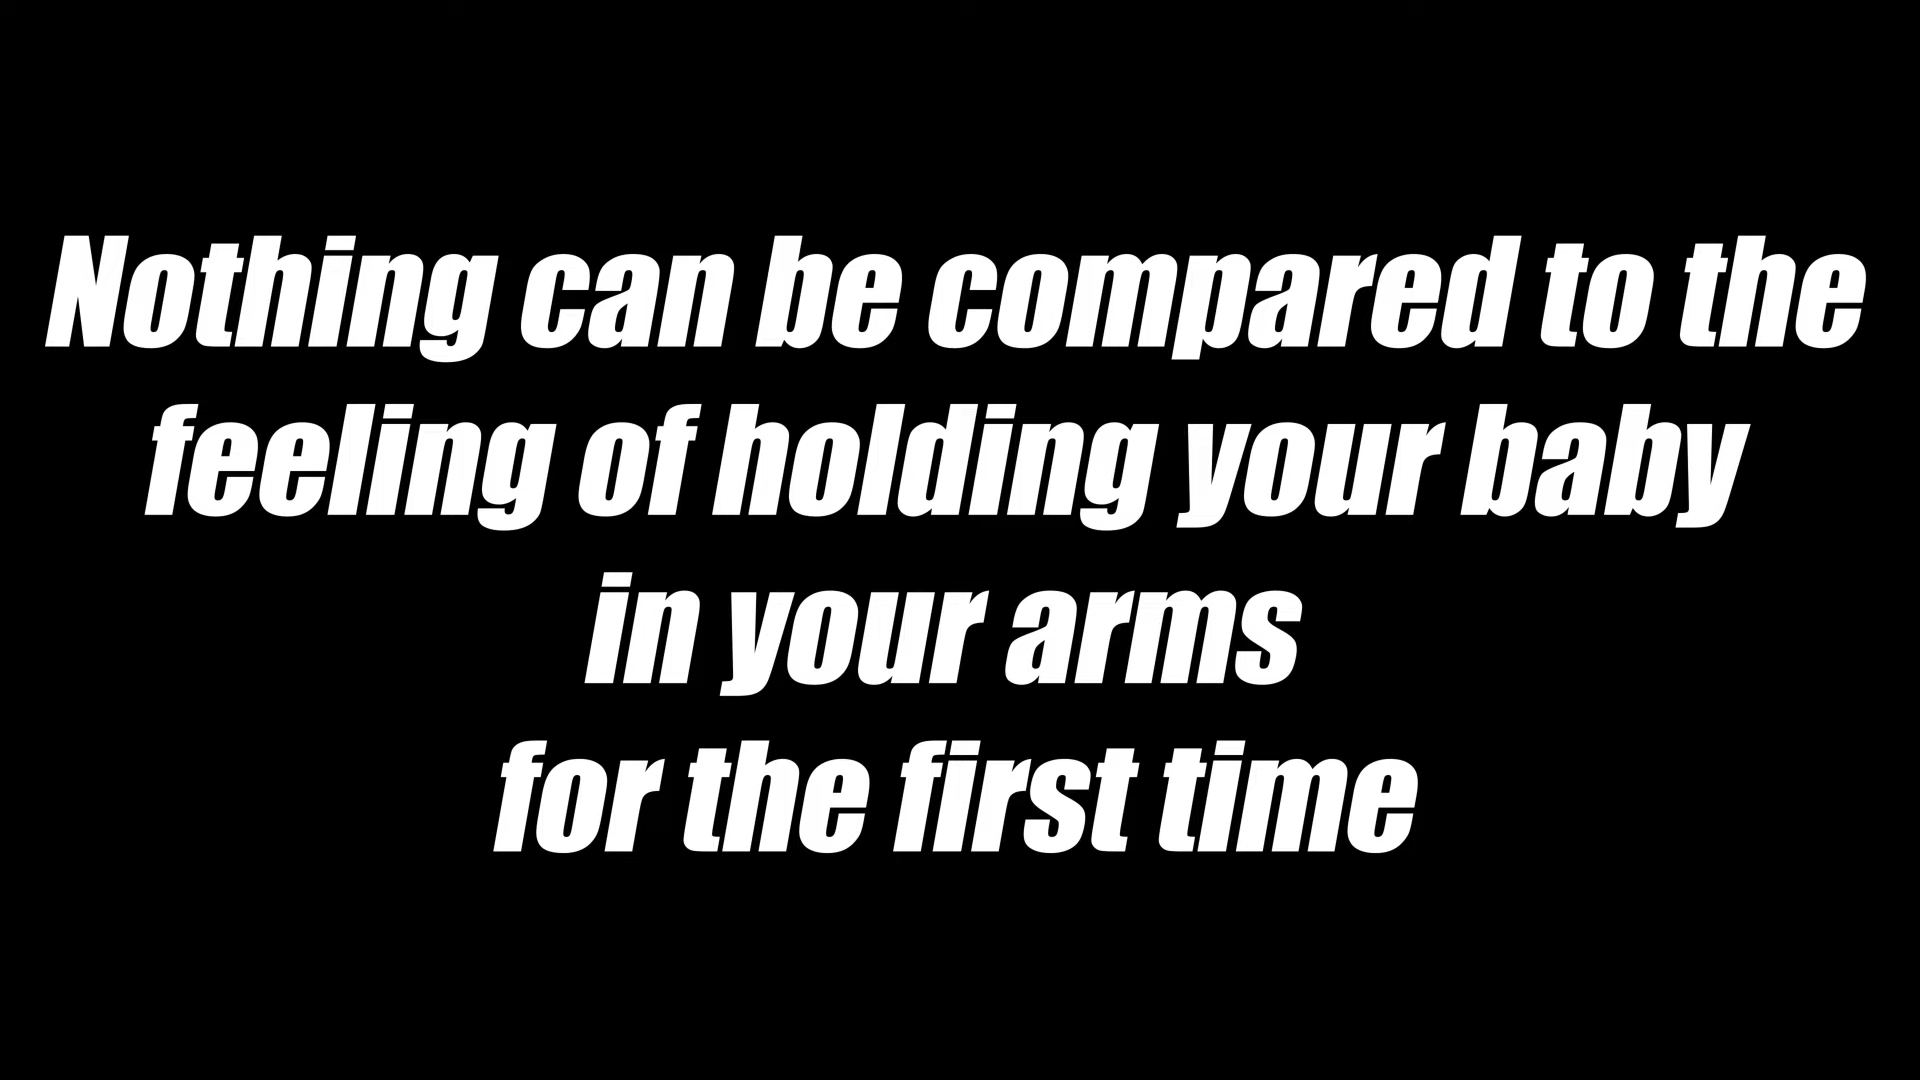 Nothing can be compared to the
feeling of holding your baby
in your arms
for the first time